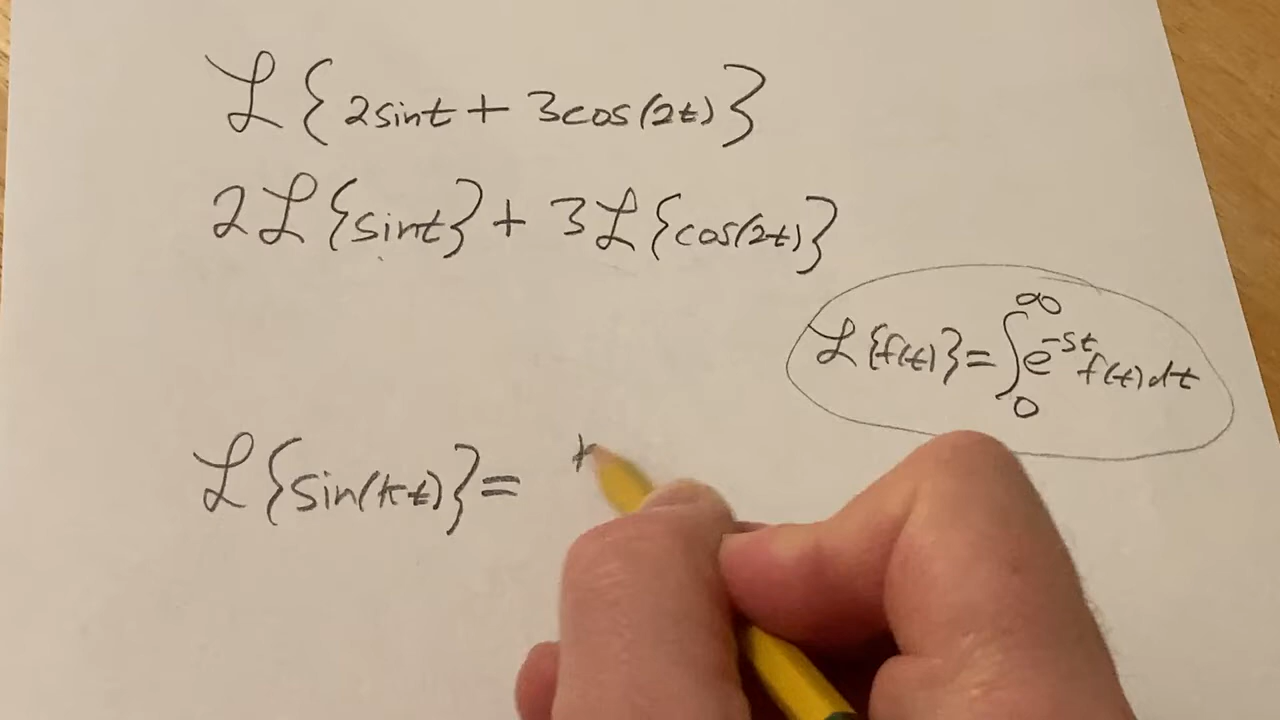 ℒ{2sint + 3cos(2t)}
2ℒ{sint} + 3ℒ{cos(2t)}
ℒ{f(t)} = ∫₀^∞ e^{-st} f(t) dt
ℒ{sin(kt)} = k